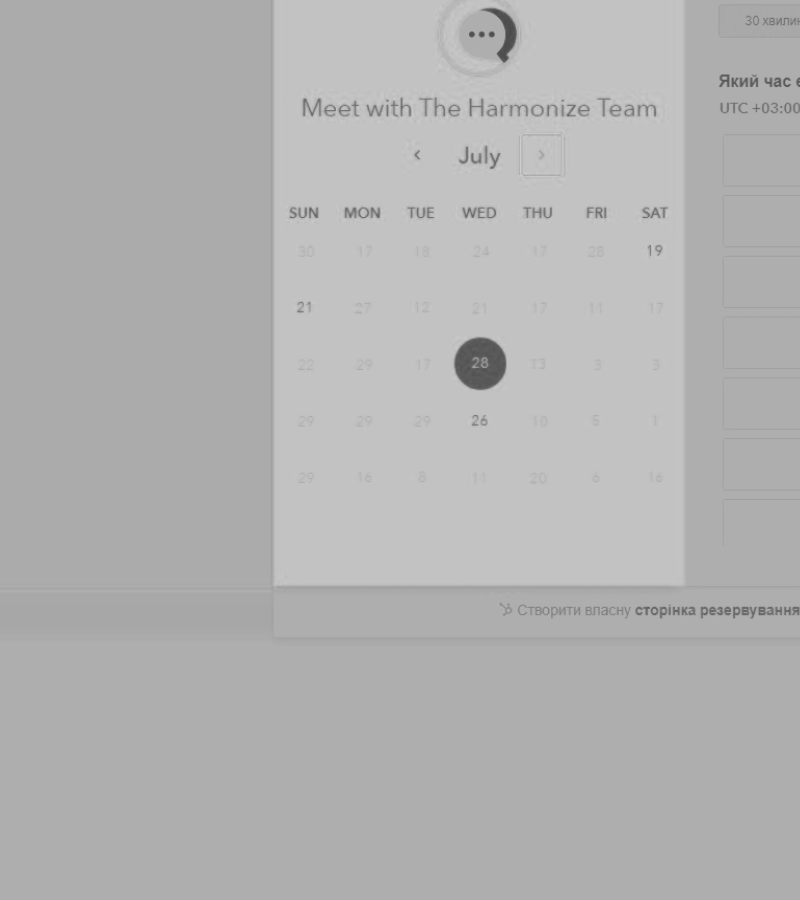 30 хвилин
Який час
UTC +03:00
Meet with The Harmonize Team
July
SUN MON TUE WED THU FRI SAT
30 17 18 24 17 28 19
21 27 12 21 17 11 17
22 29 17 28 13 3 3
29 29 29 26 10 5 1
29 16 8 11 20 6 16
Створити власну сторінка резервування